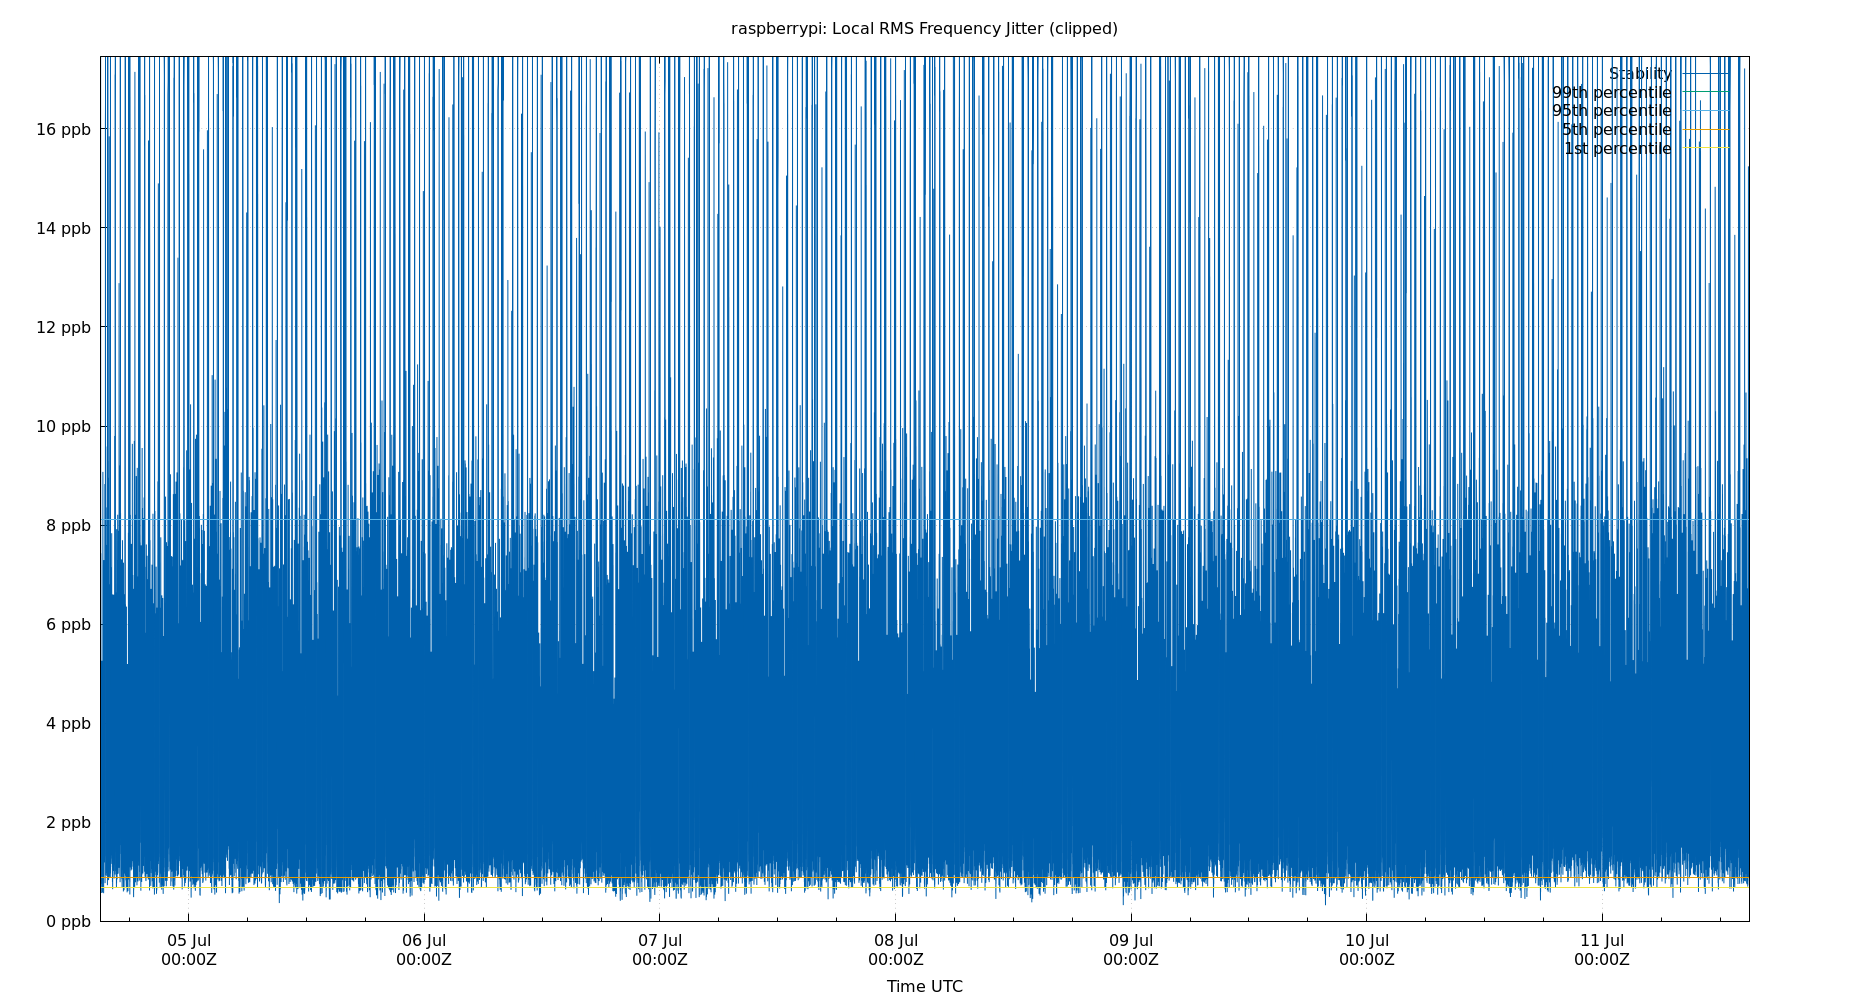 raspberrypi: Local RMS Frequency Jitter (clipped)
Stability
99th percentile
95th percentile
5th percentile
1st percentile
16 ppb
14 ppb
12 ppb
10 ppb
8 ppb
6 ppb
4 ppb
2 ppb
0 ppb
05 Jul 06 Jul 07 Jul 08 Jul 09 Jul 10 Jul 11 Jul
00:00Z 00:00Z 00:00Z 00:00Z 00:00Z 00:00Z 00:00Z
Time UTC